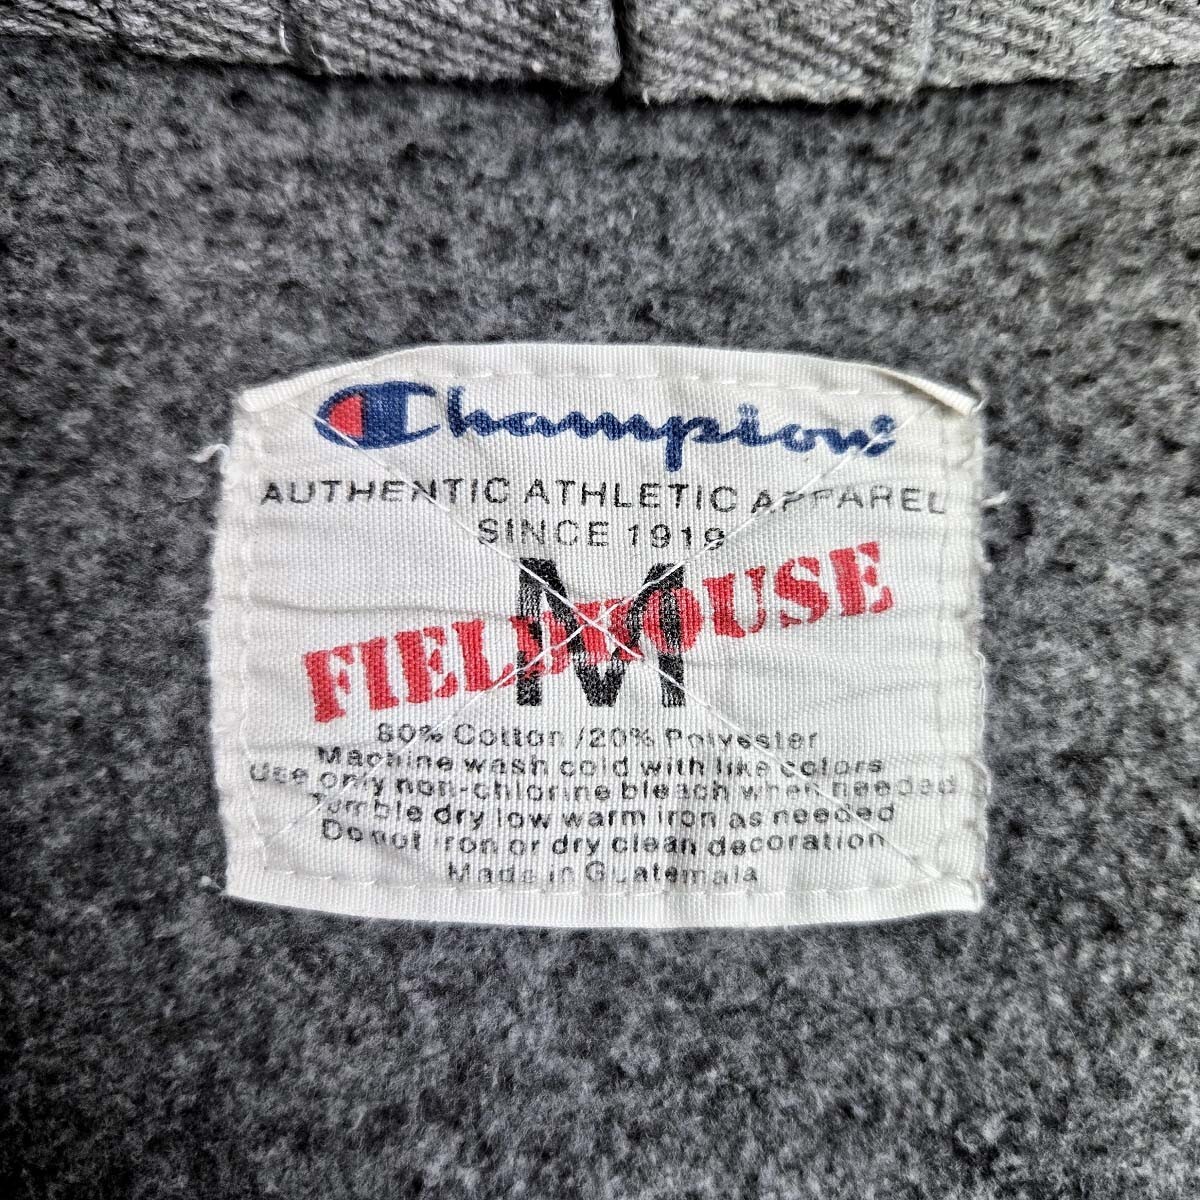 Champion
AUTHENTIC ATHLETIC APPAREL
SINCE 1919
M
FIELDHOUSE
80% Cotton /20% Polyester
Machine wash cold with like colors
Use only non-chlorine bleach when needed
Tumble dry low warm iron as needed
Do not iron or dry clean decoration
Made in Guatemala